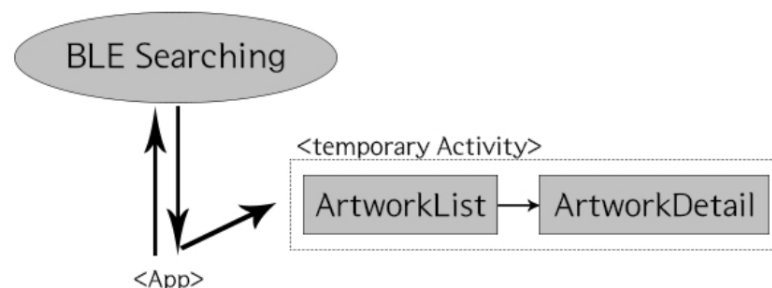 BLE Searching
<temporary Activity>
ArtworkList
ArtworkDetail
<App>